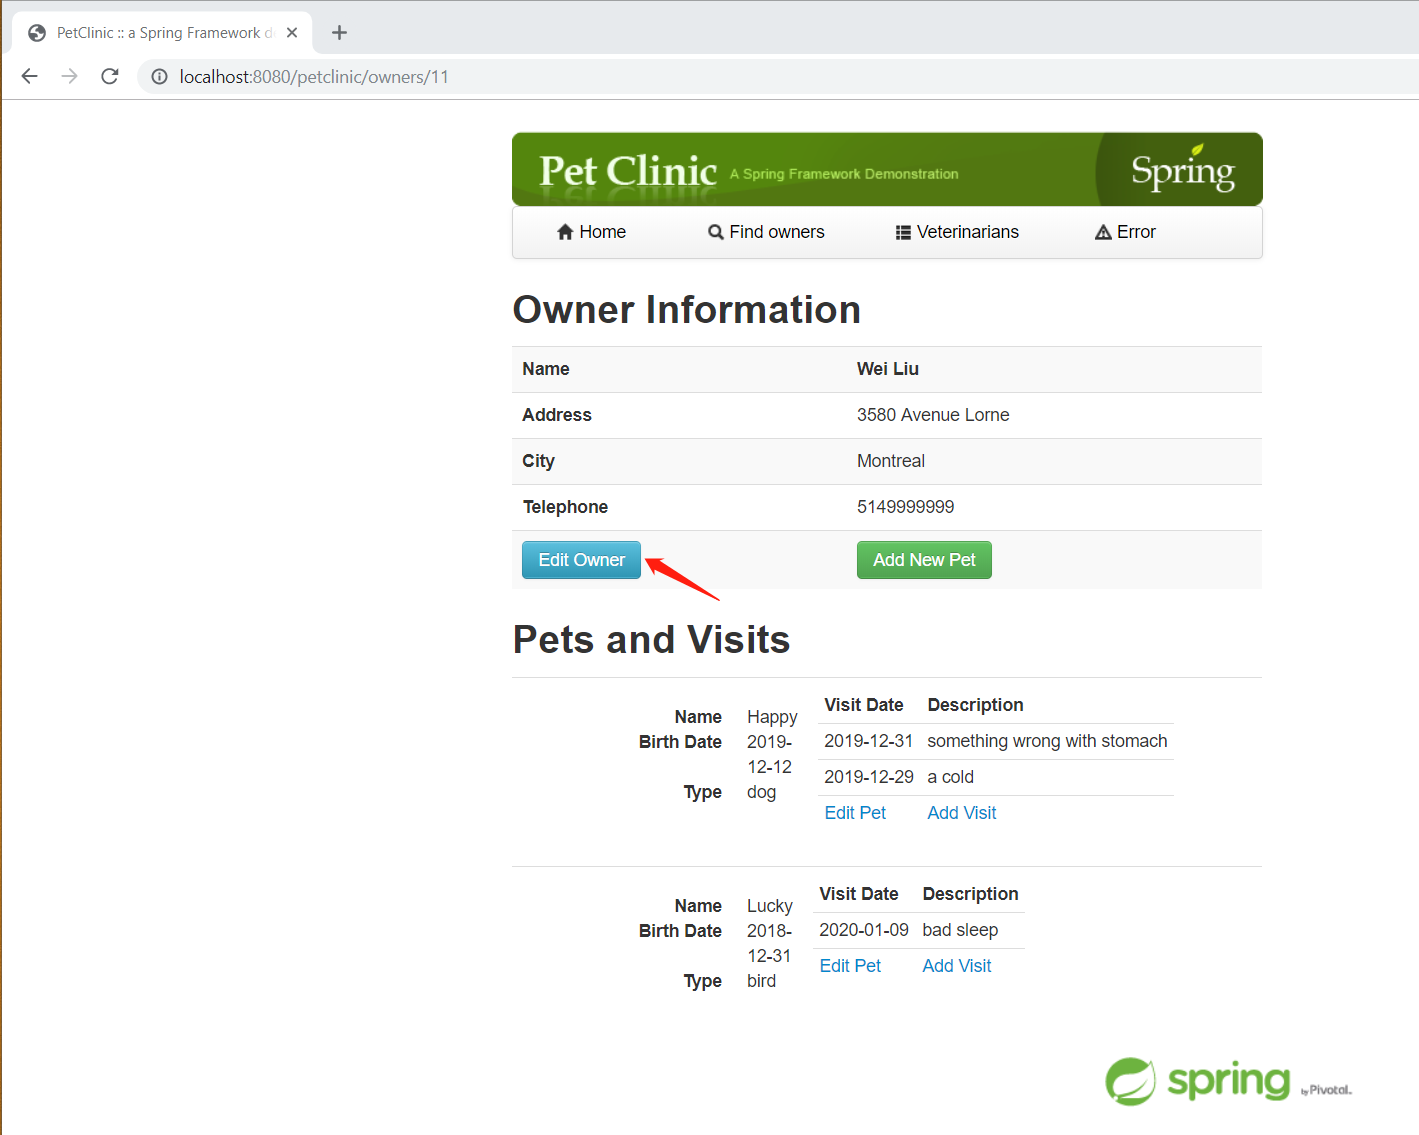 PetClinic :: a Spring Framework d
localhost:8080/petclinic/owners/11
Pet Clinic A Spring Framework Demonstration Spring
Home Find owners Veterinarians Error
Owner Information
Name Wei Liu
Address 3580 Avenue Lorne
City Montreal
Telephone 5149999999
Edit Owner Add New Pet
Pets and Visits
Visit Date Description
Name Happy
2019-12-31 something wrong with stomach
Birth Date 2019-
12-12
2019-12-29 a cold
Type dog
Edit Pet Add Visit
Visit Date Description
Name Lucky
2020-01-09 bad sleep
Birth Date 2018-
12-31
Edit Pet Add Visit
Type bird
spring by Pivotal